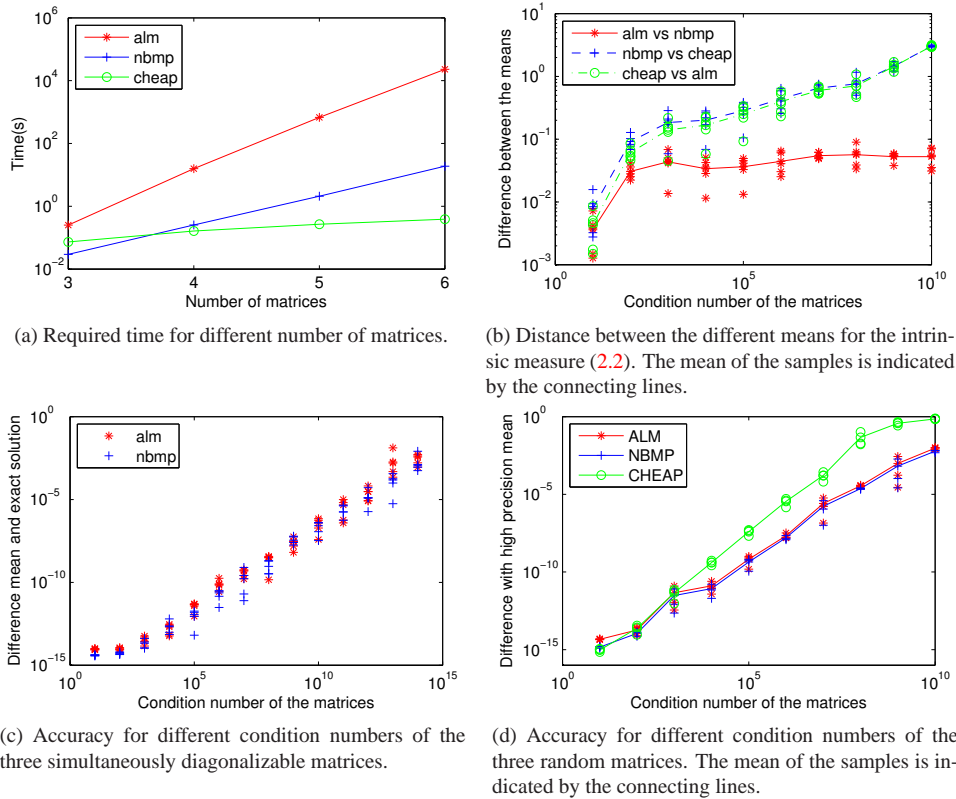 10^6
10^4
10^2
10^0
10^-2
Time(s)
alm
nbmp
cheap
3
4
5
6
Number of matrices
(a) Required time for different number of matrices.
10^1
10^0
10^-1
10^-2
10^-3
Difference between the means
alm vs nbmp
nbmp vs cheap
cheap vs alm
10^0
10^5
10^10
Condition number of the matrices
(b) Distance between the different means for the intrin-
sic measure (2.2). The mean of the samples is indicated
by the connecting lines.
10^0
10^-5
10^-10
10^-15
Difference mean and exact solution
alm
nbmp
10^0
10^5
10^10
10^15
Condition number of the matrices
(c) Accuracy for different condition numbers of the
three simultaneously diagonalizable matrices.
10^0
10^-5
10^-10
10^-15
Difference with high precision mean
ALM
NBMP
CHEAP
10^0
10^5
10^10
Condition number of the matrices
(d) Accuracy for different condition numbers of the
three random matrices. The mean of the samples is in-
dicated by the connecting lines.